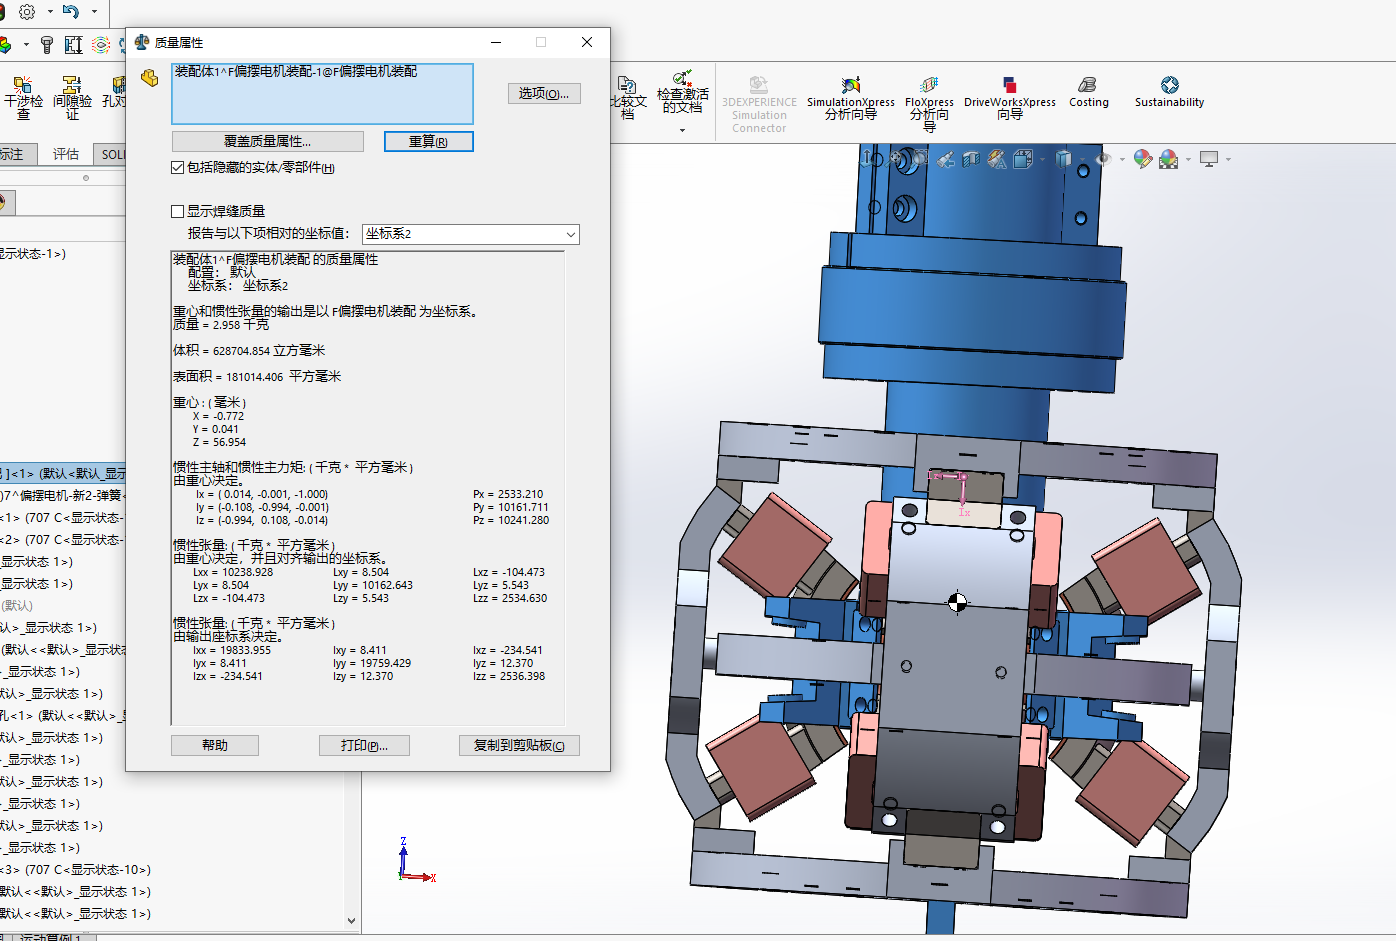 质量属性
装配体1^F偏摆电机装配-1@F偏摆电机装配
选项(O)...
覆盖质量属性...
重算(R)
包括隐藏的实体/零部件(H)
显示焊缝质量
报告与以下项相对的坐标值：
坐标系2
装配体1^F偏摆电机装配 的质量属性
配置： 默认
坐标系： 坐标系2
重心和惯性张量的输出是以 F偏摆电机装配 为坐标系。
质量 = 2.958 千克
体积 = 628704.854 立方毫米
表面积 = 181014.406 平方毫米
重心 : ( 毫米 )
X = -0.772
Y = 0.041
Z = 56.954
惯性主轴和惯性主力矩: ( 千克 * 平方毫米 )
由重心决定。
Ix = ( 0.014, -0.001, -1.000) Px = 2533.210
Iy = (-0.108, -0.994, -0.001) Py = 10161.711
Iz = (-0.994, 0.108, -0.014) Pz = 10241.280
惯性张量: ( 千克 * 平方毫米 )
由重心决定，并且对齐输出的坐标系。
Lxx = 10238.928 Lxy = 8.504 Lxz = -104.473
Lyx = 8.504 Lyy = 10162.643 Lyz = 5.543
Lzx = -104.473 Lzy = 5.543 Lzz = 2534.630
惯性张量: ( 千克 * 平方毫米 )
由输出坐标系决定。
Ixx = 19833.955 Ixy = 8.411 Ixz = -234.541
Iyx = 8.411 Iyy = 19759.429 Iyz = 12.370
Izx = -234.541 Izy = 12.370 Izz = 2536.398
帮助
打印(P)...
复制到剪贴板(C)
干涉检查
间隙验证
孔对
标注
评估
SOL
比较文档
检查激活的文档
3DEXPERIENCE Simulation Connector
SimulationXpress 分析向导
FloXpress 分析向导
DriveWorksXpress 向导
Costing
Sustainability
显示状态-1>)
]<1> (默认<默认_显示
)7^偏摆电机-新2-弹簧<
<1> (707 C<显示状态-
<2> (707 C<显示状态-
显示状态 1>)
显示状态 1>)
(默认)
认>_显示状态 1>)
(默认<<默认>_显示状态
>_显示状态 1>)
默认>_显示状态 1>)
孔<1> (默认<<默认>_显
默认>_显示状态 1>)
>_显示状态 1>)
默认>_显示状态 1>)
>_显示状态 1>)
默认>_显示状态 1>)
>_显示状态 1>)
<3> (707 C<显示状态-10>)
默认<<默认>_显示状态 1>)
默认<<默认>_显示状态 1>)
运动算例 1
Z
X
Ix